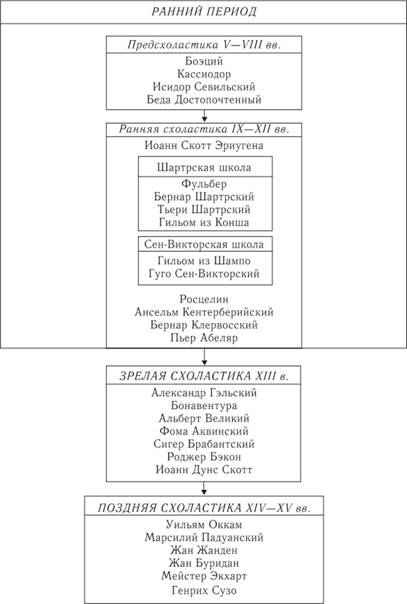 РАННИЙ ПЕРИОД
Предсхоластика V—VIII вв.
Боэций
Кассиодор
Исидор Севильский
Беда Достопочтенный
Ранняя схоластика IX—XII вв.
Иоанн Скотт Эриугена
Шартрская школа
Фульбер
Бернар Шартрский
Тьери Шартрский
Гильом из Конша
Сен-Викторская школа
Гильом из Шампо
Гуго Сен-Викторский
Росцелин
Ансельм Кентерберийский
Бернар Клервосский
Пьер Абеляр
ЗРЕЛАЯ СХОЛАСТИКА XIII в.
Александр Гэльский
Бонавентура
Альберт Великий
Фома Аквинский
Сигер Брабантский
Роджер Бэкон
Иоанн Дунс Скотт
ПОЗДНЯЯ СХОЛАСТИКА XIV—XV вв.
Уильям Оккам
Марсилий Падуанский
Жан Жанден
Жан Буридан
Мейстер Экхарт
Генрих Сузо